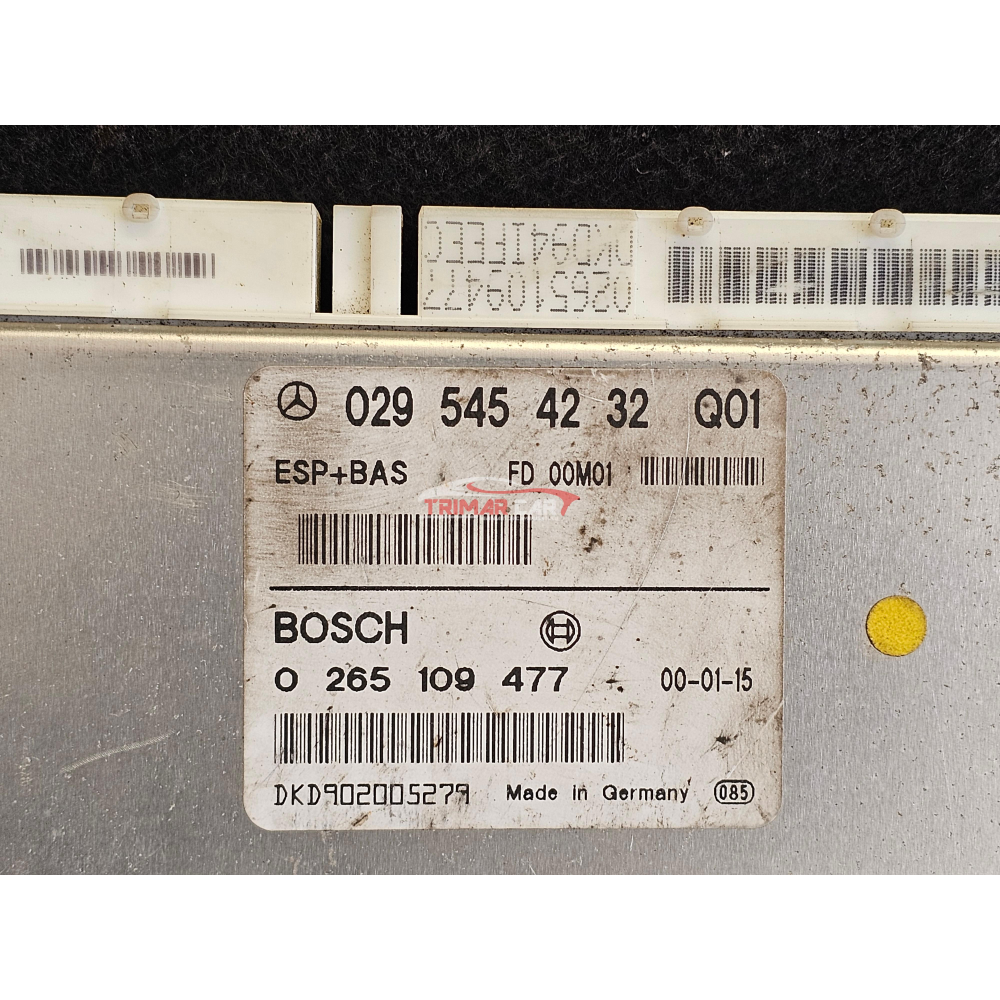 0265109477
DKD941FEEC
029 545 42 32 Q01
ESP+BAS FD 00M01
TRIMAR CAR
BOSCH
0 265 109 477 00-01-15
DKD902005279 Made in Germany 085